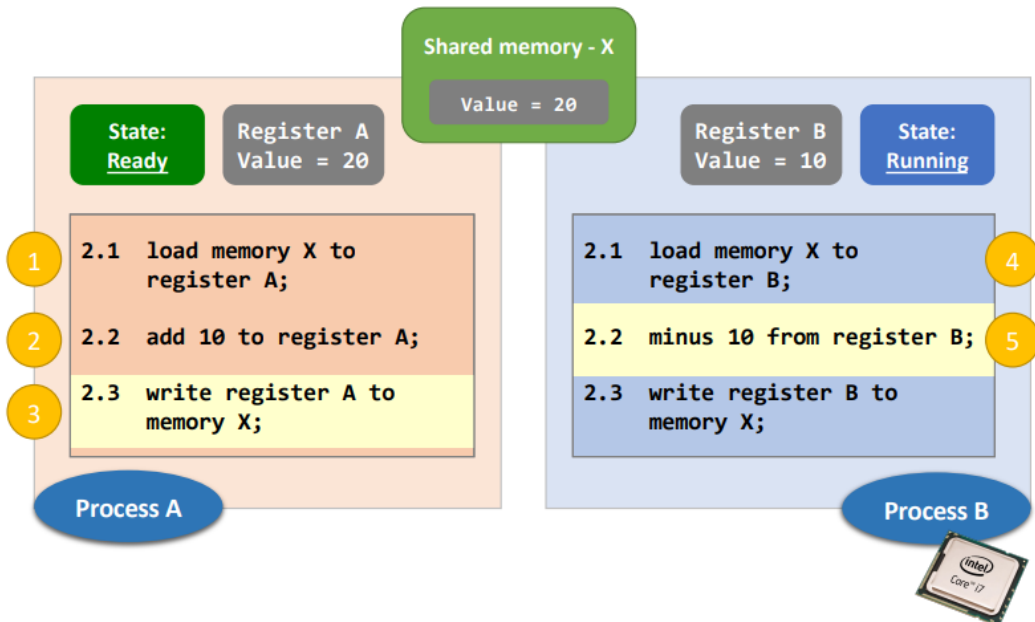 Shared memory - X
Value = 20
State:
Ready
Register A
Value = 20
Register B
Value = 10
State:
Running
1
2.1 load memory X to
register A;
2
2.2 add 10 to register A;
3
2.3 write register A to
memory X;
Process A
2.1 load memory X to
register B;
4
2.2 minus 10 from register B;
5
2.3 write register B to
memory X;
Process B
intel
Core™ i7